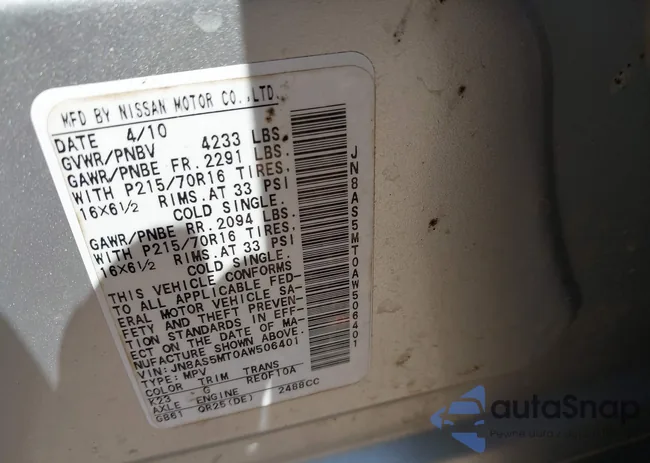 MFD BY NISSAN MOTOR CO.,LTD.
DATE 4/10
GVWR/PNBV 4233 LBS.
GAWR/PNBE FR. 2291 LBS.
WITH P215/70R16 TIRES.
16X6½ RIMS. AT 33 PSI
COLD SINGLE.
GAWR/PNBE RR. 2094 LBS.
WITH P215/70R16 TIRES.
16X6½ RIMS. AT 33 PSI
COLD SINGLE.
THIS VEHICLE CONFORMS
TO ALL APPLICABLE FED-
ERAL MOTOR VEHICLE SA-
FETY AND THEFT PREVEN-
TION STANDARDS IN EFF-
ECT ON THE DATE OF MA-
NUFACTURE SHOWN ABOVE.
VIN: JN8AS5MT0AW506401
TYPE: MPV
COLOR TRIM TRANS
K23 G RE0F10A
AXLE ENGINE
GB61 QR25(DE) 2488CC
JN8AS5MT0AW506401
autoSnap